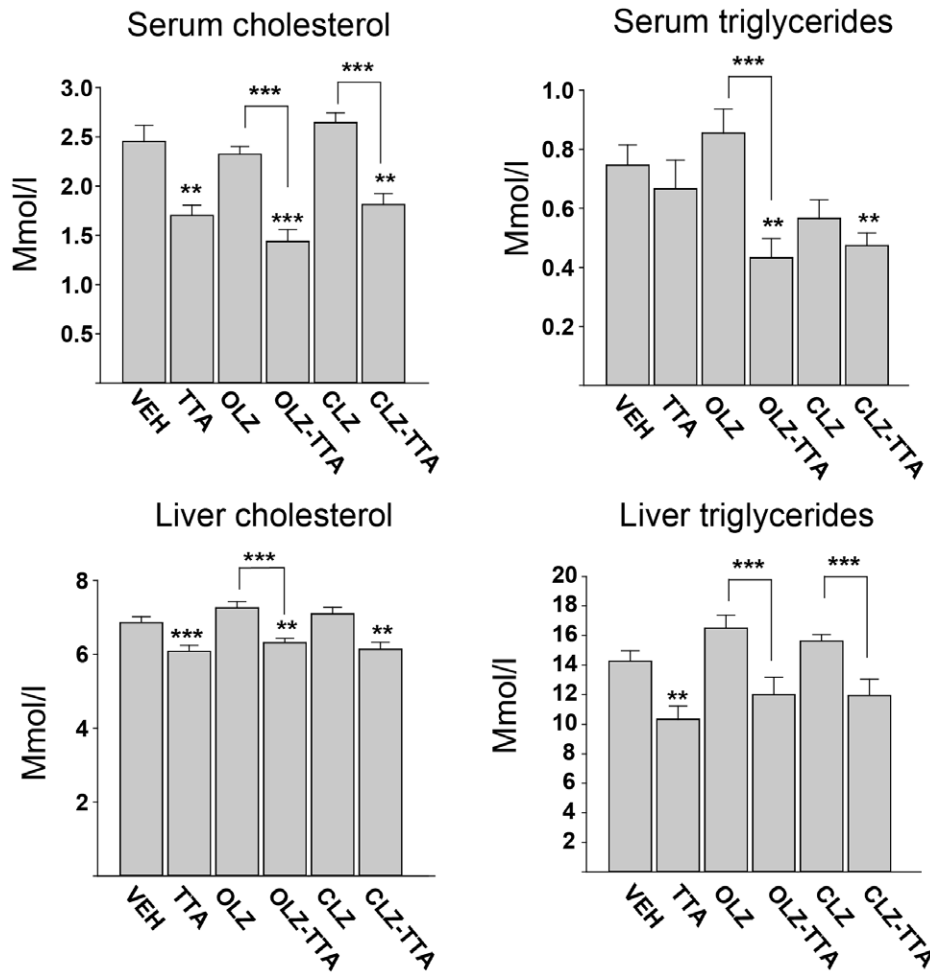 Serum cholesterol
Mmol/l
3.0
2.5
2.0
1.5
1.0
0.5
**
***
***
***
**
VEH
TTA
OLZ
OLZ-TTA
CLZ
CLZ-TTA
Serum triglycerides
Mmol/l
1.0
0.8
0.6
0.4
0.2
***
**
**
VEH
TTA
OLZ
OLZ-TTA
CLZ
CLZ-TTA
Liver cholesterol
Mmol/l
8
6
4
2
***
***
**
**
VEH
TTA
OLZ
OLZ-TTA
CLZ
CLZ-TTA
Liver triglycerides
Mmol/l
20
18
16
14
12
10
8
6
4
2
**
***
***
VEH
TTA
OLZ
OLZ-TTA
CLZ
CLZ-TTA